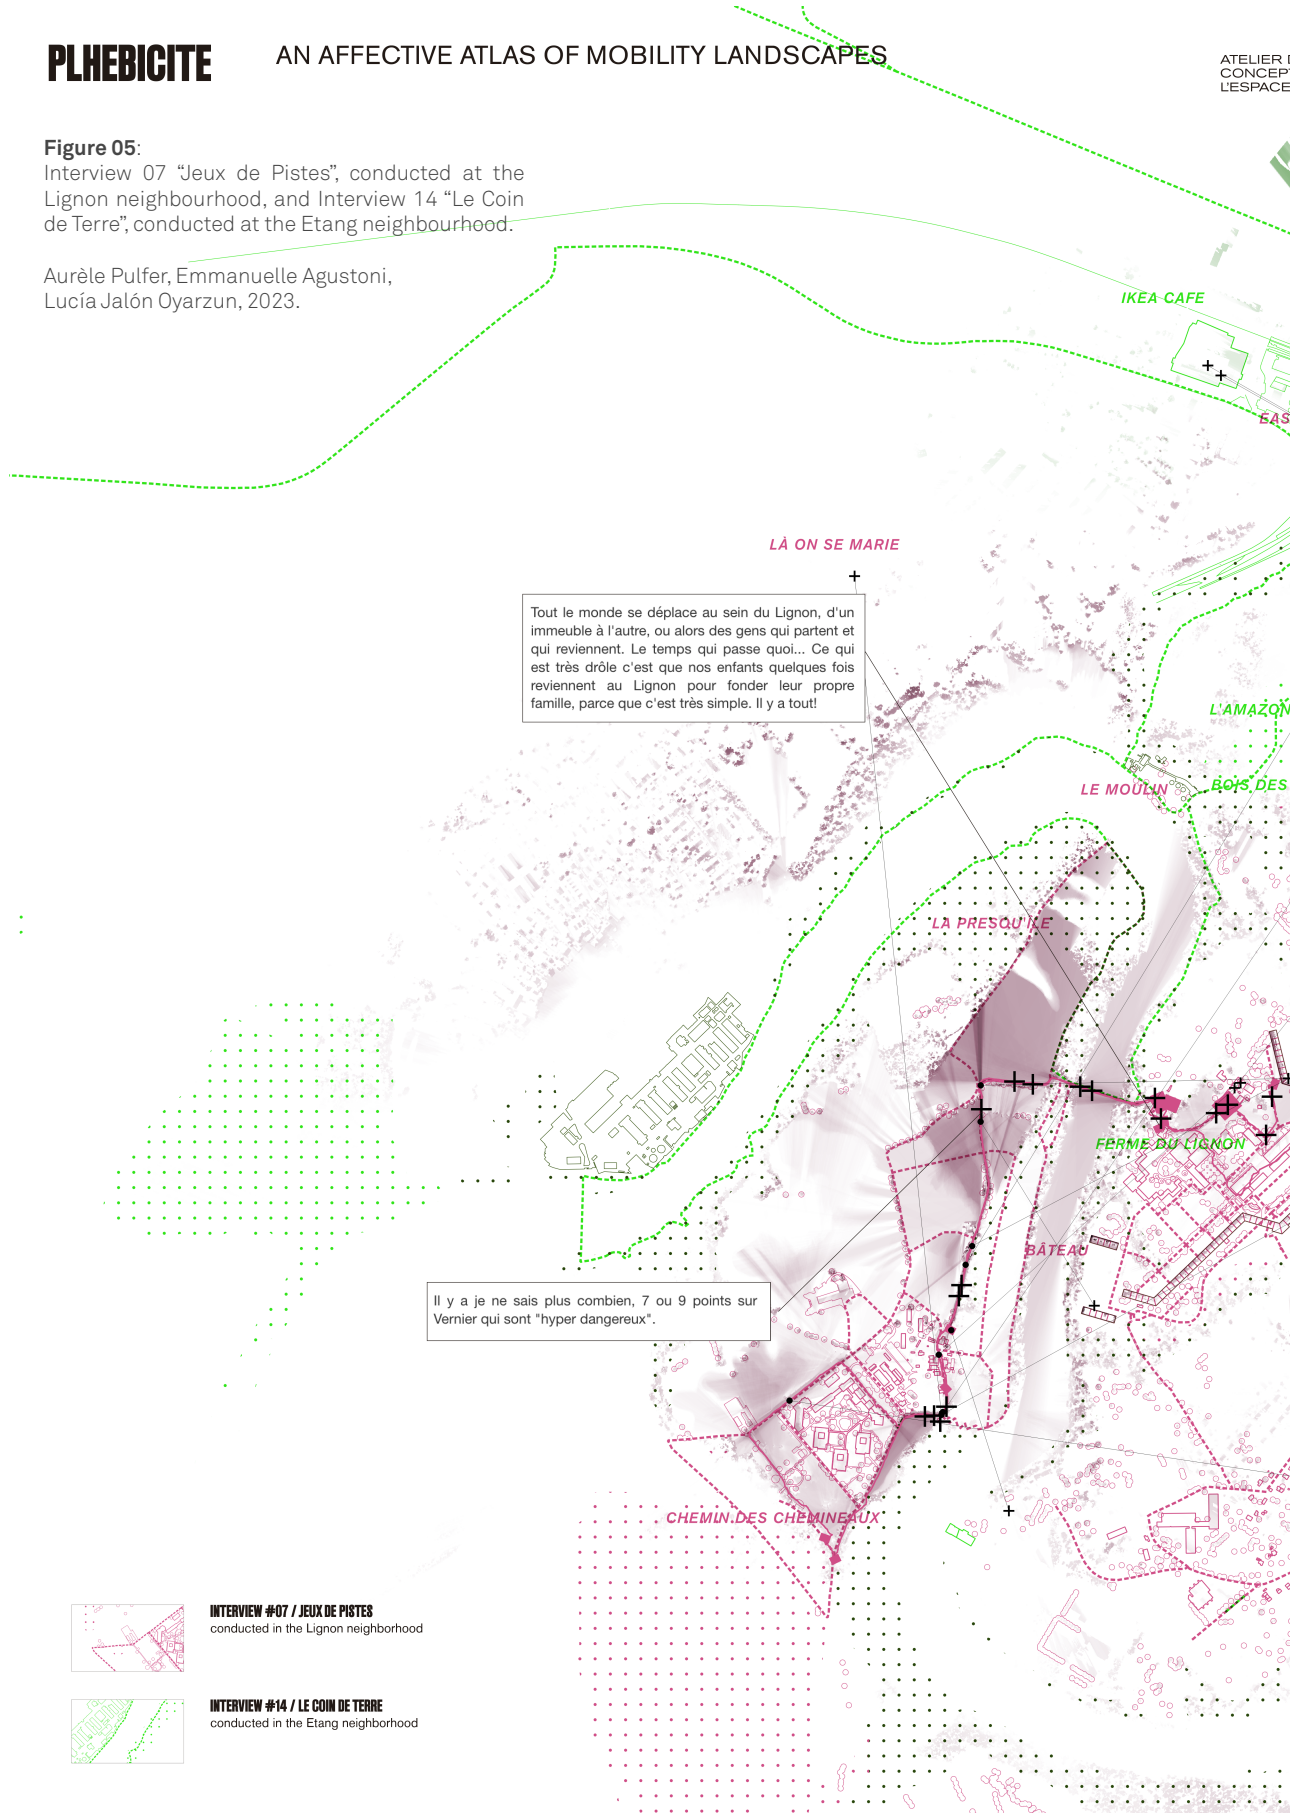 PLHEBICITE
AN AFFECTIVE ATLAS OF MOBILITY LANDSCAPES
ATELIER
L'ESPACE
Figure 05:
Interview 07 “Jeux de Pistes”, conducted at the
Lignon neighbourhood, and Interview 14 “Le Coin
de Terre”, conducted at the Etang neighbourhood.
Aurèle Pulfer, Emmanuelle Agustoni,
Lucía Jalón Oyarzun, 2023.
IKEA CAFE
LÀ ON SE MARIE
Tout le monde se déplace au sein du Lignon, d'un
immeuble à l'autre, ou alors des gens qui partent et
qui reviennent. Le temps qui passe quoi... Ce qui
est très drôle c'est que nos enfants quelques fois
reviennent au Lignon pour fonder leur propre
famille, parce que c'est très simple. Il y a tout!
LE MOULIN
BOIS DES
LA PRESQU'ILE
FERME DU LIGNON
BÂTEAU
Il y a je ne sais plus combien, 7 ou 9 points sur
Vernier qui sont "hyper dangereux".
CHEMIN DES CHEMINEAUX
INTERVIEW #07 / JEUX DE PISTES
conducted in the Lignon neighborhood
INTERVIEW #14 / LE COIN DE TERRE
conducted in the Etang neighborhood